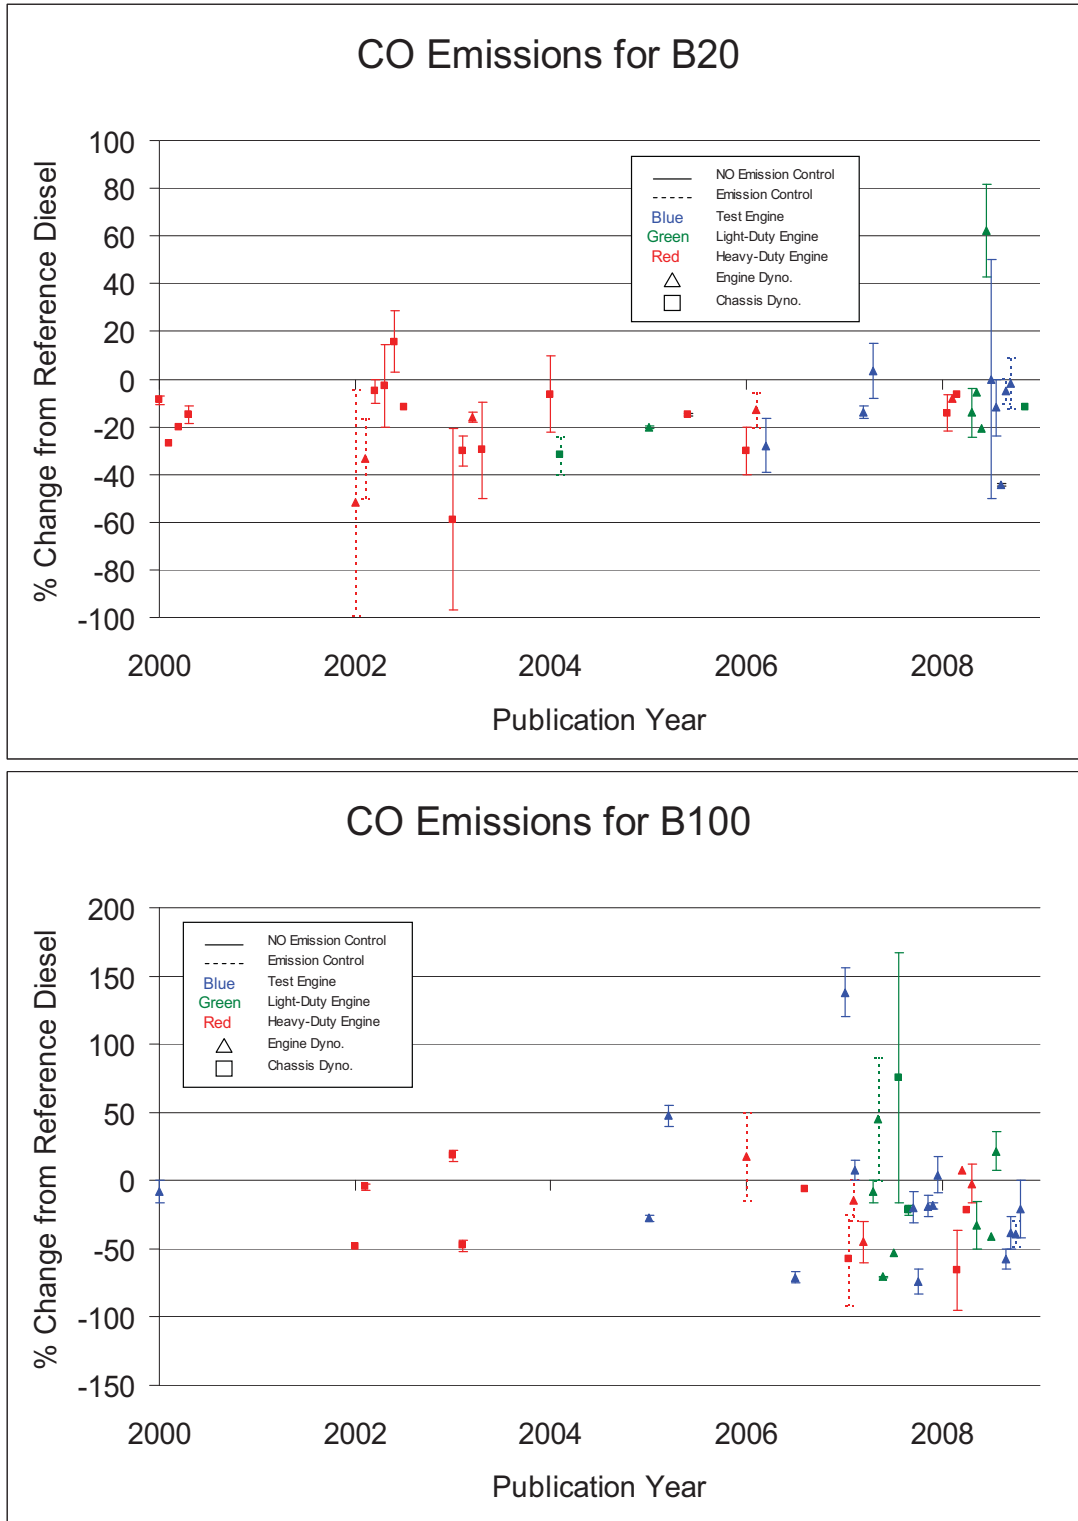 CO Emissions for B20
% Change from Reference Diesel
100
80
60
40
20
0
-20
-40
-60
-80
-100
NO Emission Control
Emission Control
Blue Test Engine
Green Light-Duty Engine
Red Heavy-Duty Engine
Engine Dyno.
Chassis Dyno.
2000 2002 2004 2006 2008
Publication Year
CO Emissions for B100
% Change from Reference Diesel
200
150
100
50
0
-50
-100
-150
NO Emission Control
Emission Control
Blue Test Engine
Green Light-Duty Engine
Red Heavy-Duty Engine
Engine Dyno.
Chassis Dyno.
2000 2002 2004 2006 2008
Publication Year